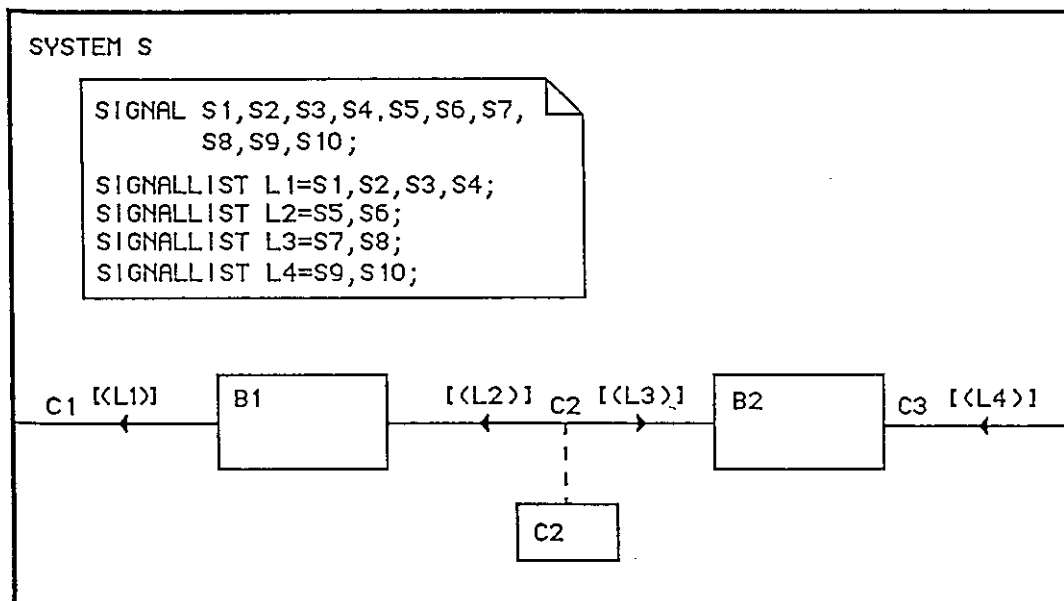 SYSTEM S
SIGNAL S1,S2,S3,S4,S5,S6,S7,
S8,S9,S10;
SIGNALLIST L1=S1,S2,S3,S4;
SIGNALLIST L2=S5,S6;
SIGNALLIST L3=S7,S8;
SIGNALLIST L4=S9,S10;
C1 [(L1)] B1 [(L2)] C2 [(L3)] B2 C3 [(L4)]
C2